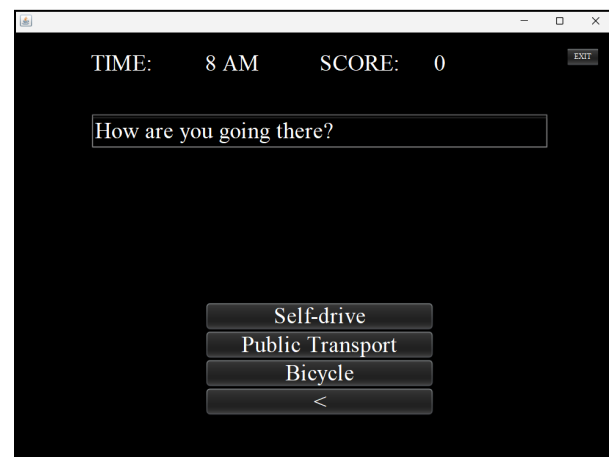 TIME: 8 AM SCORE: 0 EXIT
How are you going there?
Self-drive
Public Transport
Bicycle
<